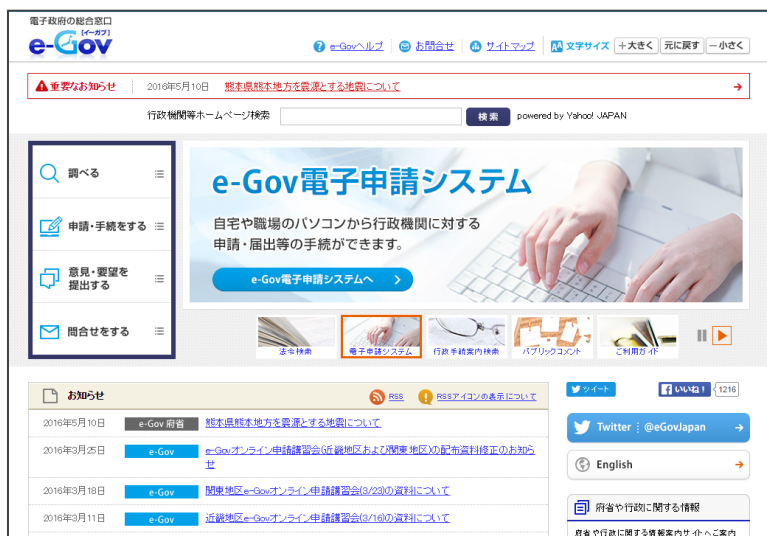 電子政府の総合窓口
[イーガブ]
e-Gov
e-Govヘルプ
お問合せ
サイトマップ
AA 文字サイズ +大きく 元に戻す -小さく
重要なお知らせ 2016年5月10日 熊本県熊本地方を震源とする地震について
行政機関等ホームページ検索 検索 powered by Yahoo! JAPAN
調べる
申請・手続をする
意見・要望を
提出する
問合せをする
e-Gov電子申請システム
自宅や職場のパソコンから行政機関に対する
申請・届出等の手続ができます。
e-Gov電子申請システムへ
法令検索
電子申請システム
行政手続案内検索
パブリックコメント
ご利用ガイド
お知らせ RSS RSSアイコンの表示について
2016年5月10日 e-Gov 府省 熊本県熊本地方を震源とする地震について
2016年3月25日 e-Gov e-Govオンライン申請講習会(近畿地区および関東地区)の配布資料修正のお知ら
せ
2016年3月18日 e-Gov 関東地区e-Govオンライン申請講習会(3/23)の資料について
2016年3月11日 e-Gov 近畿地区e-Govオンライン申請講習会(3/16)の資料について
ツイート
いいね! 1216
Twitter : @eGovJapan
English
府省や行政に関する情報
府省や行政に関する情報案内サイトへご案内